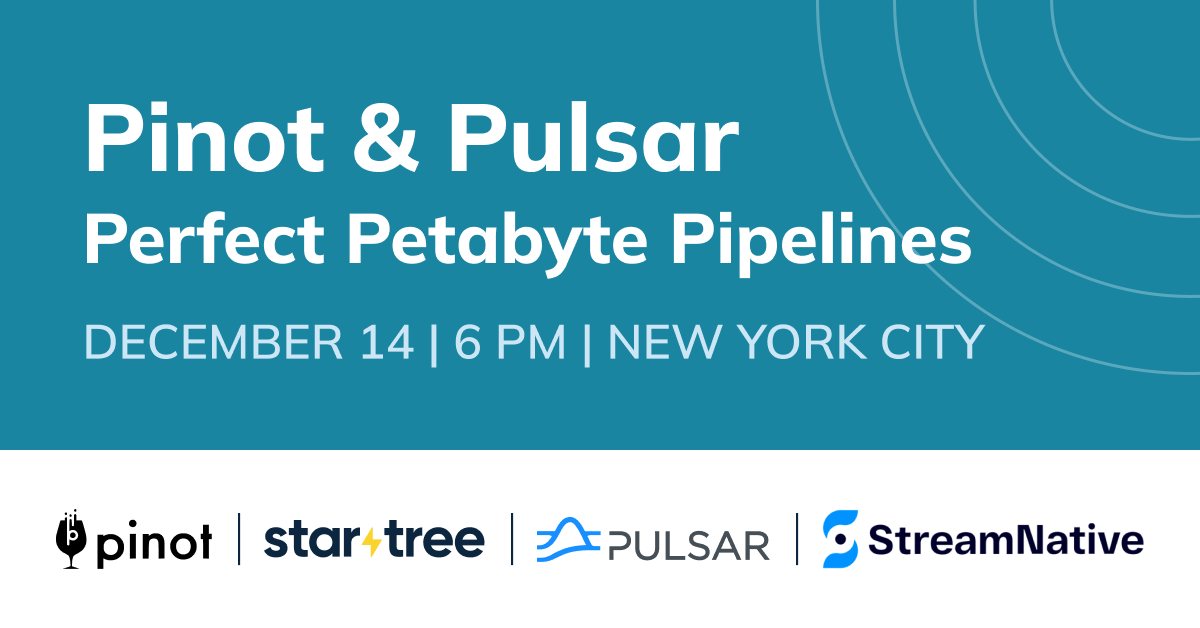 Pinot & Pulsar
Perfect Petabyte Pipelines
DECEMBER 14 | 6 PM | NEW YORK CITY
pinot | startree | PULSAR | StreamNative